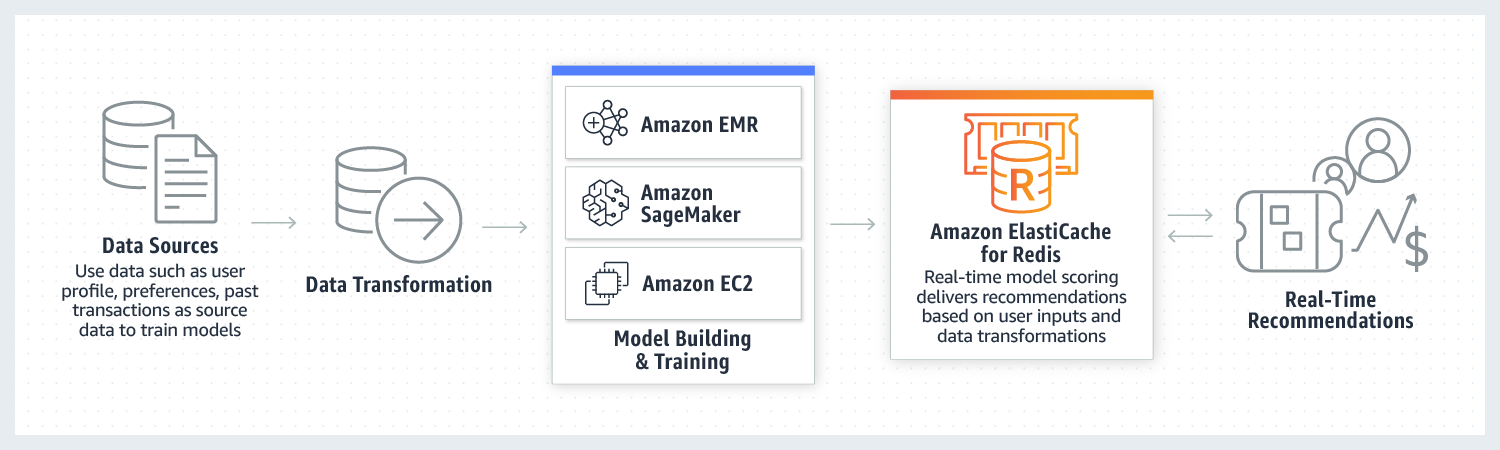 Data Sources
Use data such as user
profile, preferences, past
transactions as source
data to train models
Data Transformation
Amazon EMR
Amazon
SageMaker
Amazon EC2
Model Building
& Training
R
Amazon ElastiCache
for Redis
Real-time model scoring
delivers recommendations
based on user inputs and
data transformations
$
Real-Time
Recommendations